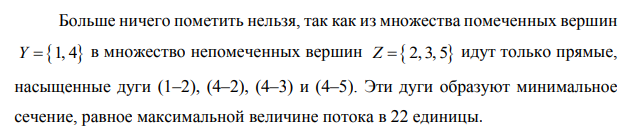 Больше ничего пометить нельзя, так как из множества помеченных вершин
Y = {1, 4} в множество непомеченных вершин Z = { 2, 3, 5} идут только прямые,
насыщенные дуги (1–2), (4–2), (4–3) и (4–5). Эти дуги образуют минимальное
сечение, равное максимальной величине потока в 22 единицы.